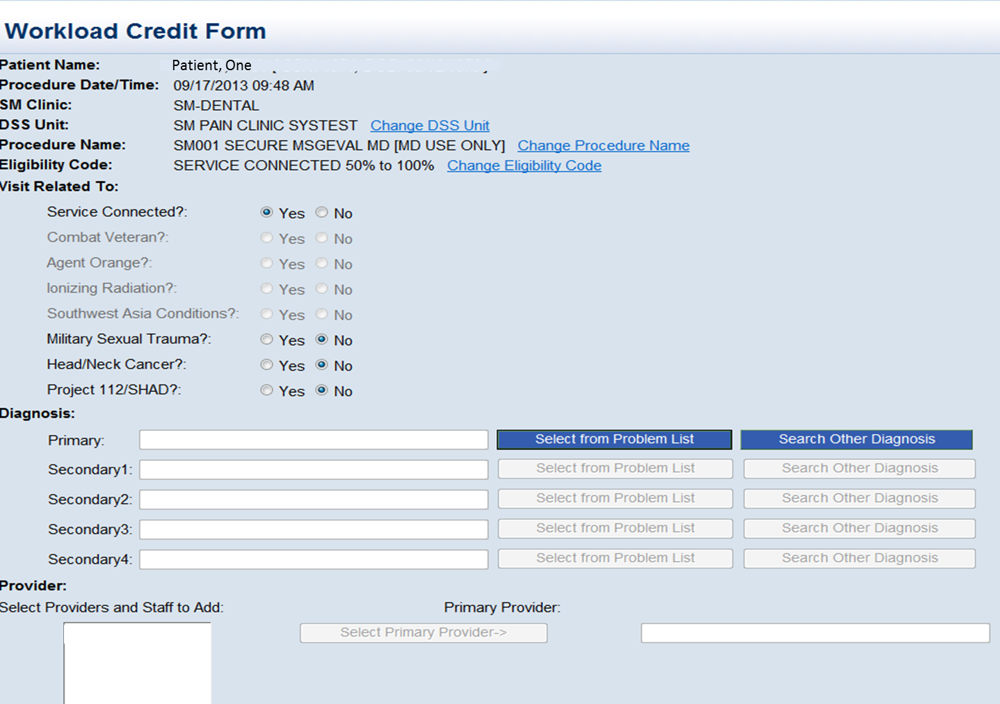 Workload Credit Form
Patient Name: Patient, One
Procedure Date/Time: 09/17/2013 09:48 AM
SM Clinic: SM-DENTAL
DSS Unit: SM PAIN CLINIC SYSTEST Change DSS Unit
Procedure Name: SM001 SECURE MSGEVAL MD [MD USE ONLY] Change Procedure Name
Eligibility Code: SERVICE CONNECTED 50% to 100% Change Eligibility Code
Visit Related To:
Service Connected?: Yes No
Combat Veteran?: Yes No
Agent Orange?: Yes No
Ionizing Radiation?: Yes No
Southwest Asia Conditions?: Yes No
Military Sexual Trauma?: Yes No
Head/Neck Cancer?: Yes No
Project 112/SHAD?: Yes No
Diagnosis:
Primary: Select from Problem List Search Other Diagnosis
Secondary1: Select from Problem List Search Other Diagnosis
Secondary2: Select from Problem List Search Other Diagnosis
Secondary3: Select from Problem List Search Other Diagnosis
Secondary4: Select from Problem List Search Other Diagnosis
Provider:
Select Providers and Staff to Add: Primary Provider:
Select Primary Provider->